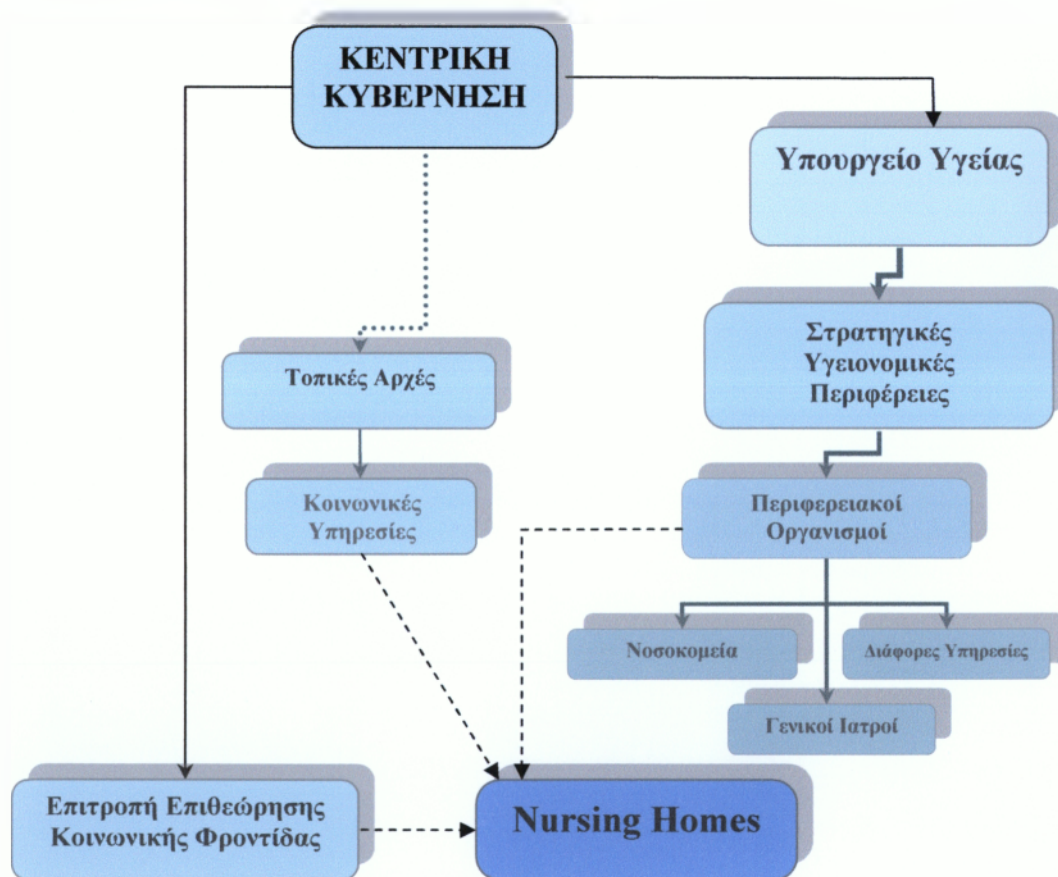 ΚΕΝΤΡΙΚΗ
ΚΥΒΕΡΝΗΣΗ
Υπουργείο Υγείας
Στρατηγικές
Υγειονομικές
Περιφέρειες
Τοπικές Αρχές
Κοινωνικές
Υπηρεσίες
Περιφερειακοί
Οργανισμοί
Νοσοκομεία
Διάφορες Υπηρεσίες
Γενικοί Ιατροί
Επιτροπή Επιθεώρησης
Κοινωνικής Φροντίδας
Nursing Homes